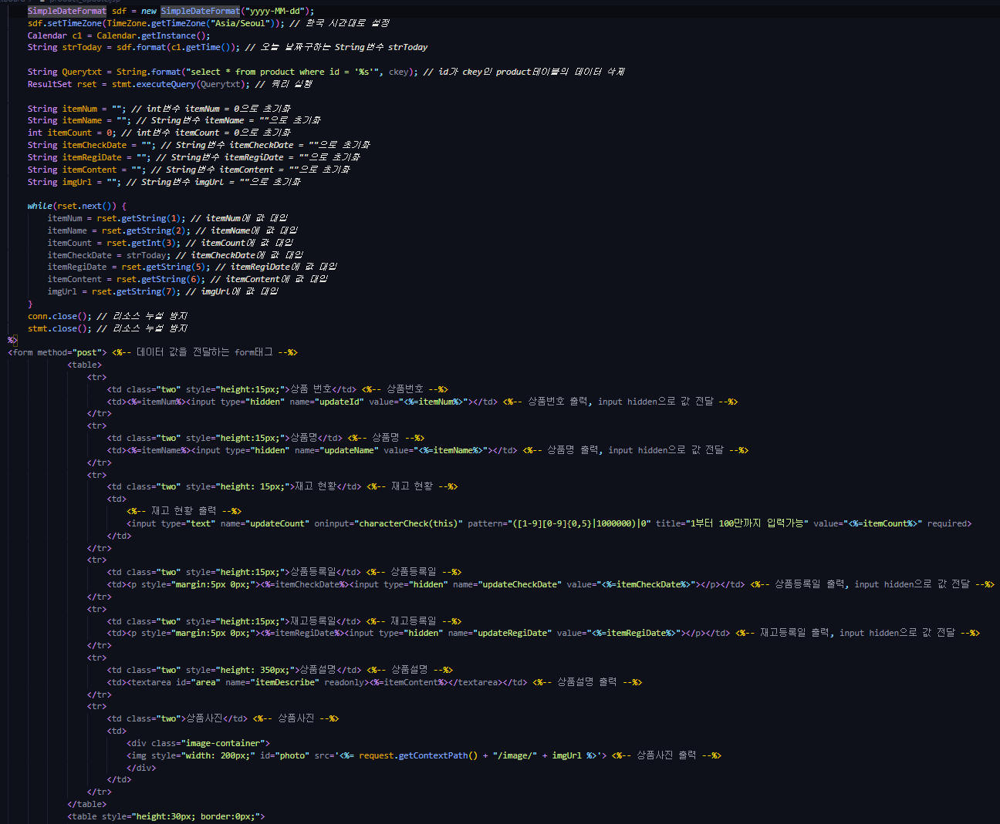 SimpleDateFormat sdf = new SimpleDateFormat("yyyy-MM-dd");
sdf.setTimeZone(TimeZone.getTimeZone("Asia/Seoul")); // 한국 시간대로 설정
Calendar c1 = Calendar.getInstance();
String strToday = sdf.format(c1.getTime()); // 오늘 날짜구하는 String변수 strToday
String Querytxt = String.format("select * from product where id = '%s'", ckey); // id가 ckey인 product테이블의 데이터 삭제
ResultSet rset = stmt.executeQuery(Querytxt); // 쿼리 실행
String itemNum = ""; // int변수 itemNum = 0으로 초기화
String itemName = ""; // String변수 itemName = ""으로 초기화
int itemCount = 0; // int변수 itemCount = 0으로 초기화
String itemCheckDate = ""; // String변수 itemCheckDate = ""으로 초기화
String itemRegiDate = ""; // String변수 itemRegiDate = ""으로 초기화
String itemContent = ""; // String변수 itemContent = ""으로 초기화
String imgUrl = ""; // String변수 imgUrl = ""으로 초기화
while(rset.next()) {
itemNum = rset.getString(1); // itemNum에 값 대입
itemName = rset.getString(2); // itemName에 값 대입
itemCount = rset.getInt(3); // itemCount에 값 대입
itemCheckDate = strToday; // itemCheckDate에 값 대입
itemRegiDate = rset.getString(5); // itemRegiDate에 값 대입
itemContent = rset.getString(6); // itemContent에 값 대입
imgUrl = rset.getString(7); // imgUrl에 값 대입
}
conn.close(); // 리소스 누설 방지
stmt.close(); // 리소스 누설 방지
%>
<form method="post"> <%-- 데이터 값을 전달하는 form태그 --%>
<table>
<tr>
<td class="two" style="height:15px;">상품 번호</td> <%-- 상품번호 --%>
<td><%=itemNum%><input type="hidden" name="updateId" value="<%=itemNum%>"></td> <%-- 상품번호 출력, input hidden으로 값 전달 --%>
</tr>
<tr>
<td class="two" style="height:15px;">상품명</td> <%-- 상품명 --%>
<td><%=itemName%><input type="hidden" name="updateName" value="<%=itemName%>"></td> <%-- 상품명 출력, input hidden으로 값 전달 --%>
</tr>
<tr>
<td class="two" style="height: 15px;">재고 현황</td> <%-- 재고 현황 --%>
<td>
<%-- 재고 현황 출력 --%>
<input type="text" name="updateCount" oninput="characterCheck(this)" pattern="([1-9][0-9]{0,5}|1000000)|0" title="1부터 100만까지 입력가능" value="<%=itemCount%>" required>
</td>
</tr>
<tr>
<td class="two" style="height:15px;">상품등록일</td> <%-- 상품등록일 --%>
<td><p style="margin:5px 0px;"><%=itemCheckDate%><input type="hidden" name="updateCheckDate" value="<%=itemCheckDate%>"></p></td> <%-- 상품등록일 출력, input hidden으로 값 전달 --%>
</tr>
<tr>
<td class="two" style="height:15px;">재고등록일</td> <%-- 재고등록일 --%>
<td><p style="margin:5px 0px;"><%=itemRegiDate%><input type="hidden" name="updateRegiDate" value="<%=itemRegiDate%>"></p></td> <%-- 재고등록일 출력, input hidden으로 값 전달 --%>
</tr>
<tr>
<td class="two" style="height: 350px;">상품설명</td> <%-- 상품설명 --%>
<td><textarea id="area" name="itemDescribe" readonly><%=itemContent%></textarea></td> <%-- 상품설명 출력 --%>
</tr>
<tr>
<td class="two">상품사진</td> <%-- 상품사진 --%>
<td>
<div class="image-container">
<img style="width: 200px;" id="photo" src='<%= request.getContextPath() + "/image/" + imgUrl %>'> <%-- 상품사진 출력 --%>
</div>
</td>
</tr>
</table>
<table style="height:30px; border:0px;">